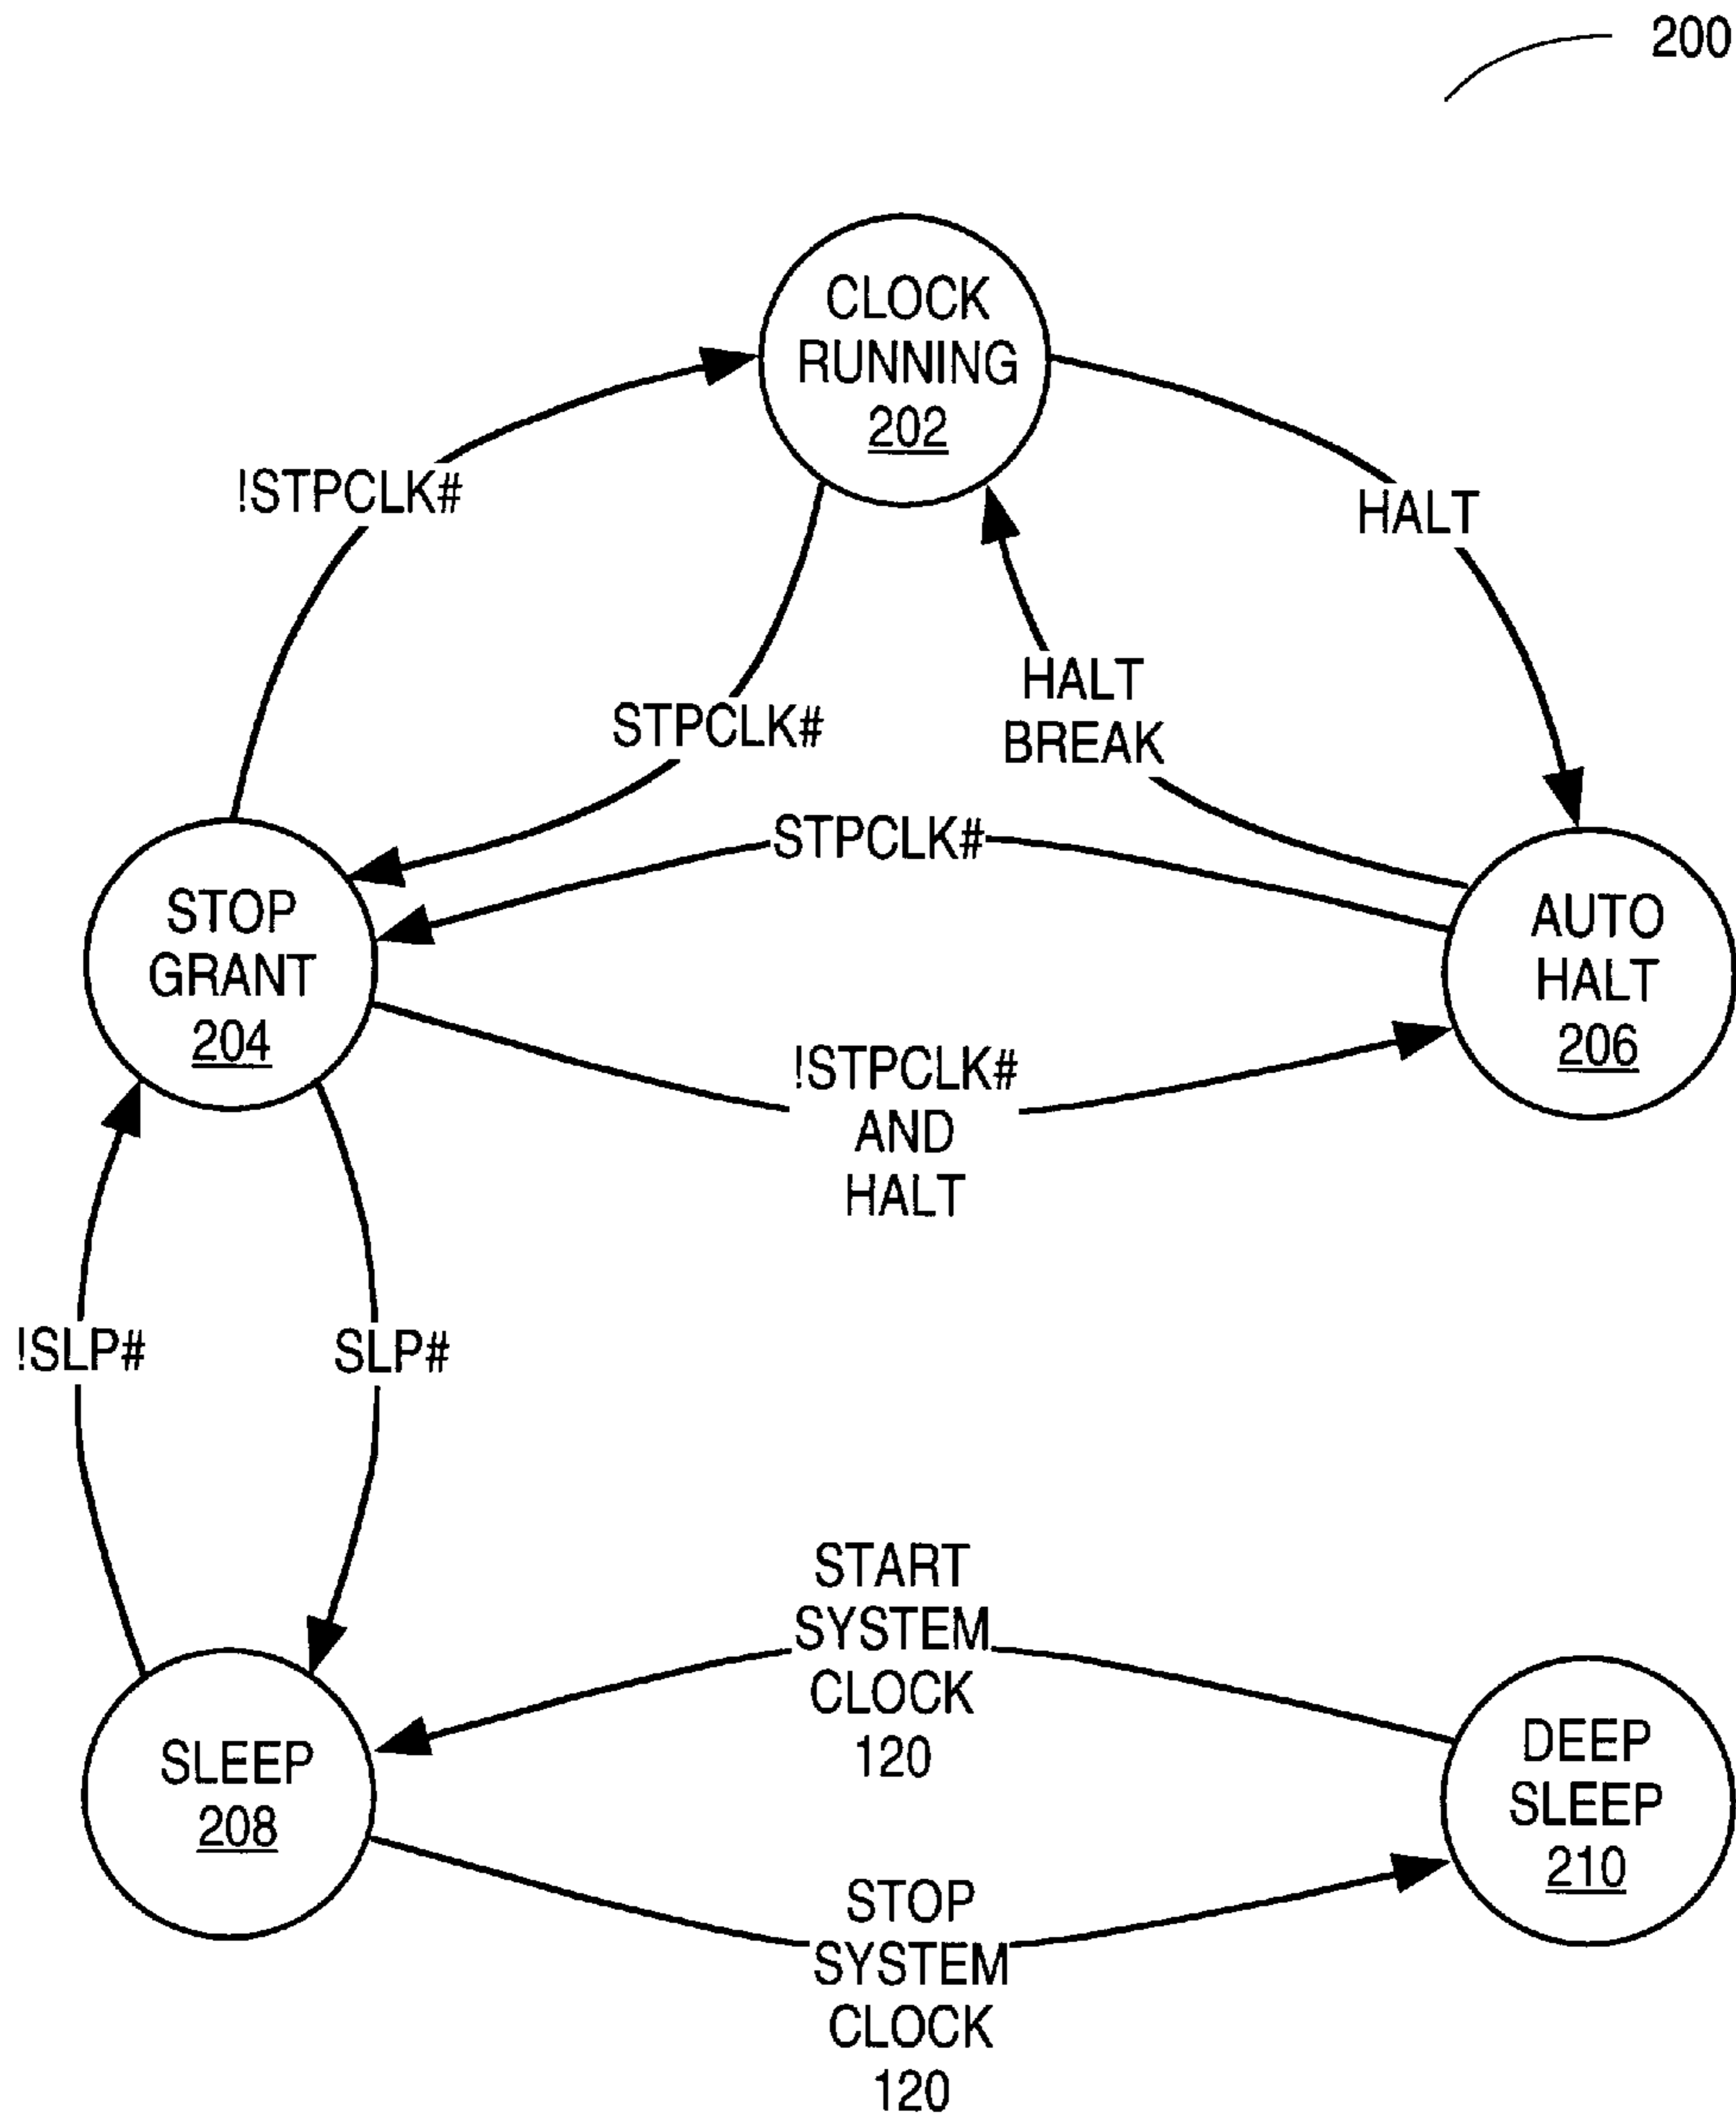 200
CLOCK
RUNNING
202
!STPCLK#
HALT
STPCLK#
HALT
BREAK
STPCLK#
STOP
GRANT
204
AUTO
HALT
206
!STPCLK#
AND
HALT
!SLP#
SLP#
START
SYSTEM
CLOCK
120
SLEEP
208
DEEP
SLEEP
210
STOP
SYSTEM
CLOCK
120